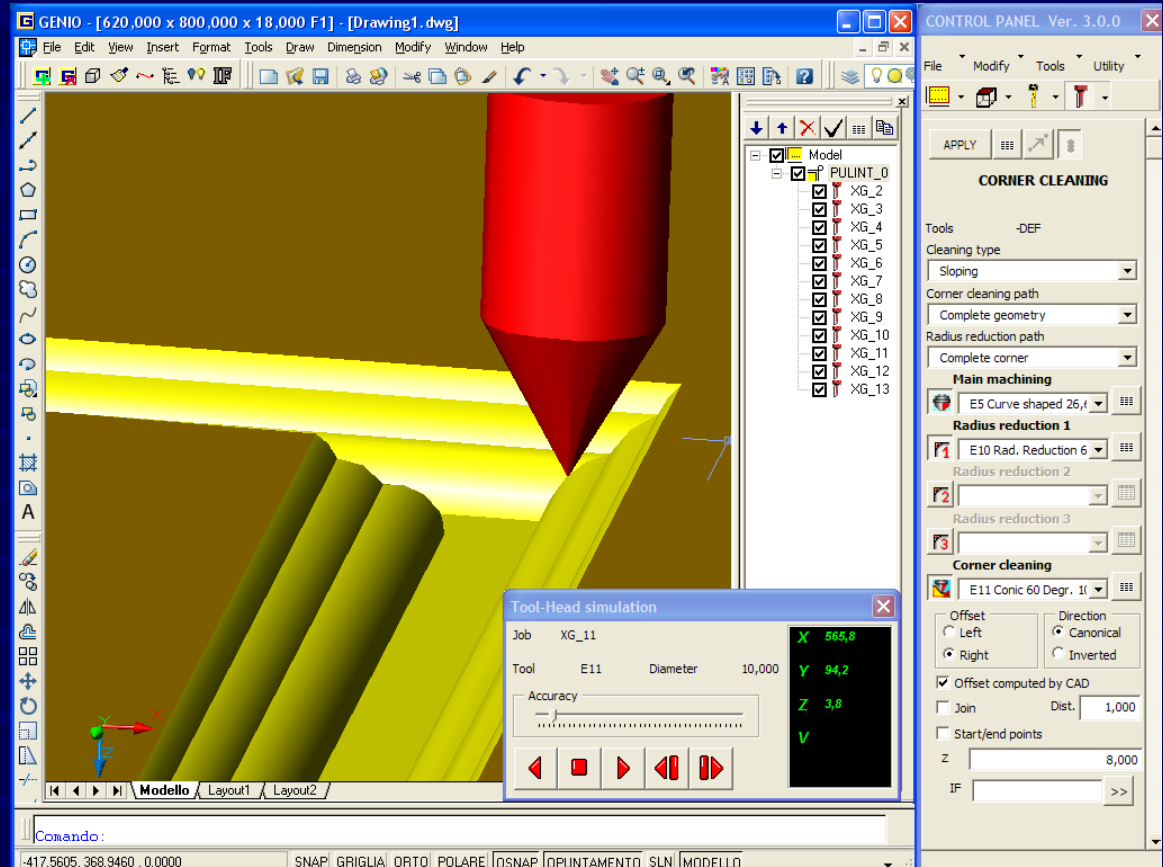 GENIO - [620,000 x 800,000 x 18,000 F1] - [Drawing1.dwg]
File Edit View Insert Format Tools Draw Dimension Modify Window Help
Model
PULINT_0
XG_2
XG_3
XG_4
XG_5
XG_6
XG_7
XG_8
XG_9
XG_10
XG_11
XG_12
XG_13
A
X
Y
Z
Modello Layout1 Layout2
Comando:
-417.5605, 368.9460 , 0.0000 SNAP GRIGLIA ORTO POLARE OSNAP OPUNTAMENTO SLN MODELLO
Tool-Head simulation
Job XG_11
Tool E11 Diameter 10,000
Accuracy
X 565,8
Y 94,2
Z 3,8
V
CONTROL PANEL Ver. 3.0.0
File Modify Tools Utility
APPLY
CORNER CLEANING
Tools -DEF
Cleaning type
Sloping
Corner cleaning path
Complete geometry
Radius reduction path
Complete corner
Main machining
E5 Curve shaped 26,
Radius reduction 1
1 E10 Rad. Reduction 6
Radius reduction 2
2
Radius reduction 3
3
Corner cleaning
E11 Conic 60 Degr. 1
Offset Direction
Left Canonical
Right Inverted
Offset computed by CAD
Join Dist. 1,000
Start/end points
Z 8,000
IF >>